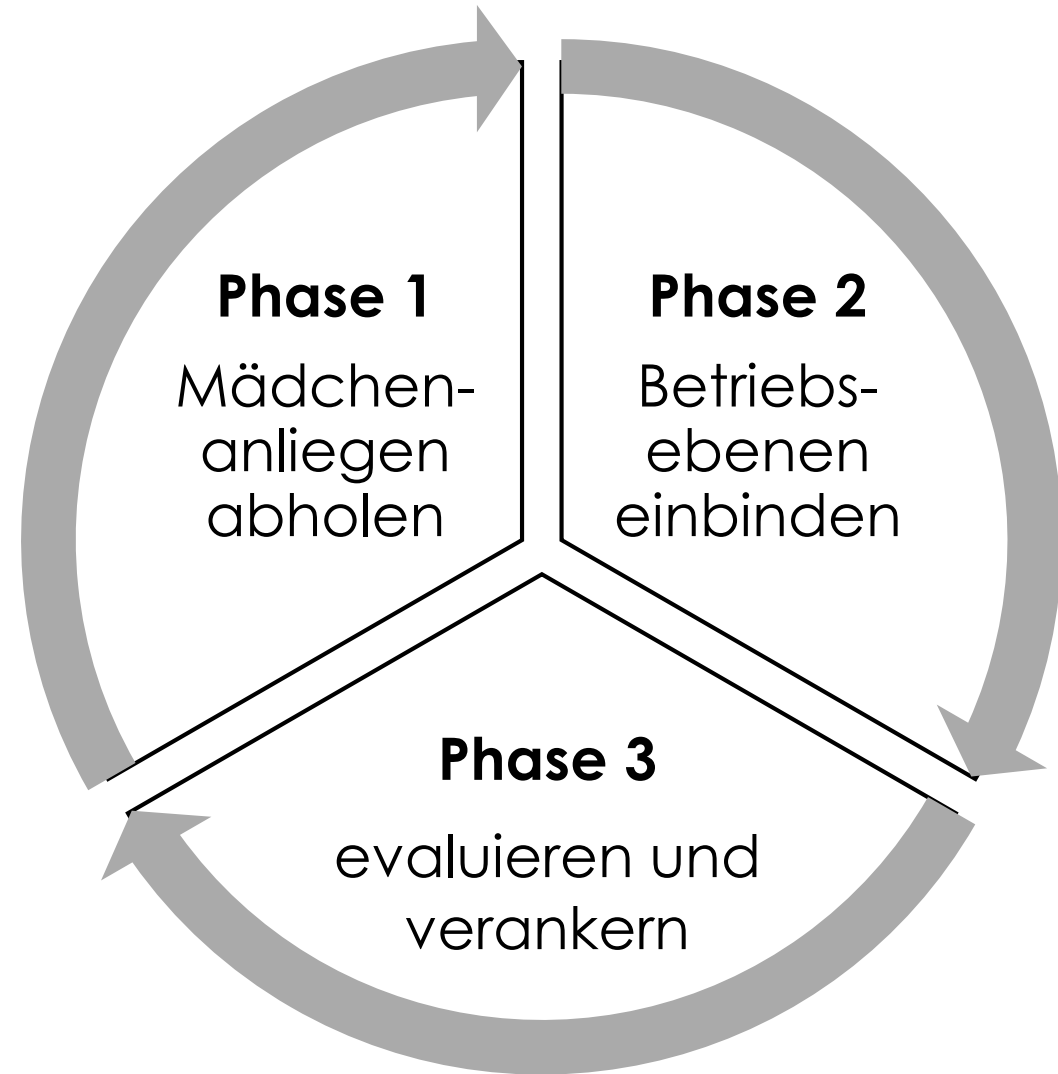 Phase 1
Mädchen-
anliegen
abholen
Phase 2
Betriebs-
ebenen
einbinden
Phase 3
evaluieren und
verankern